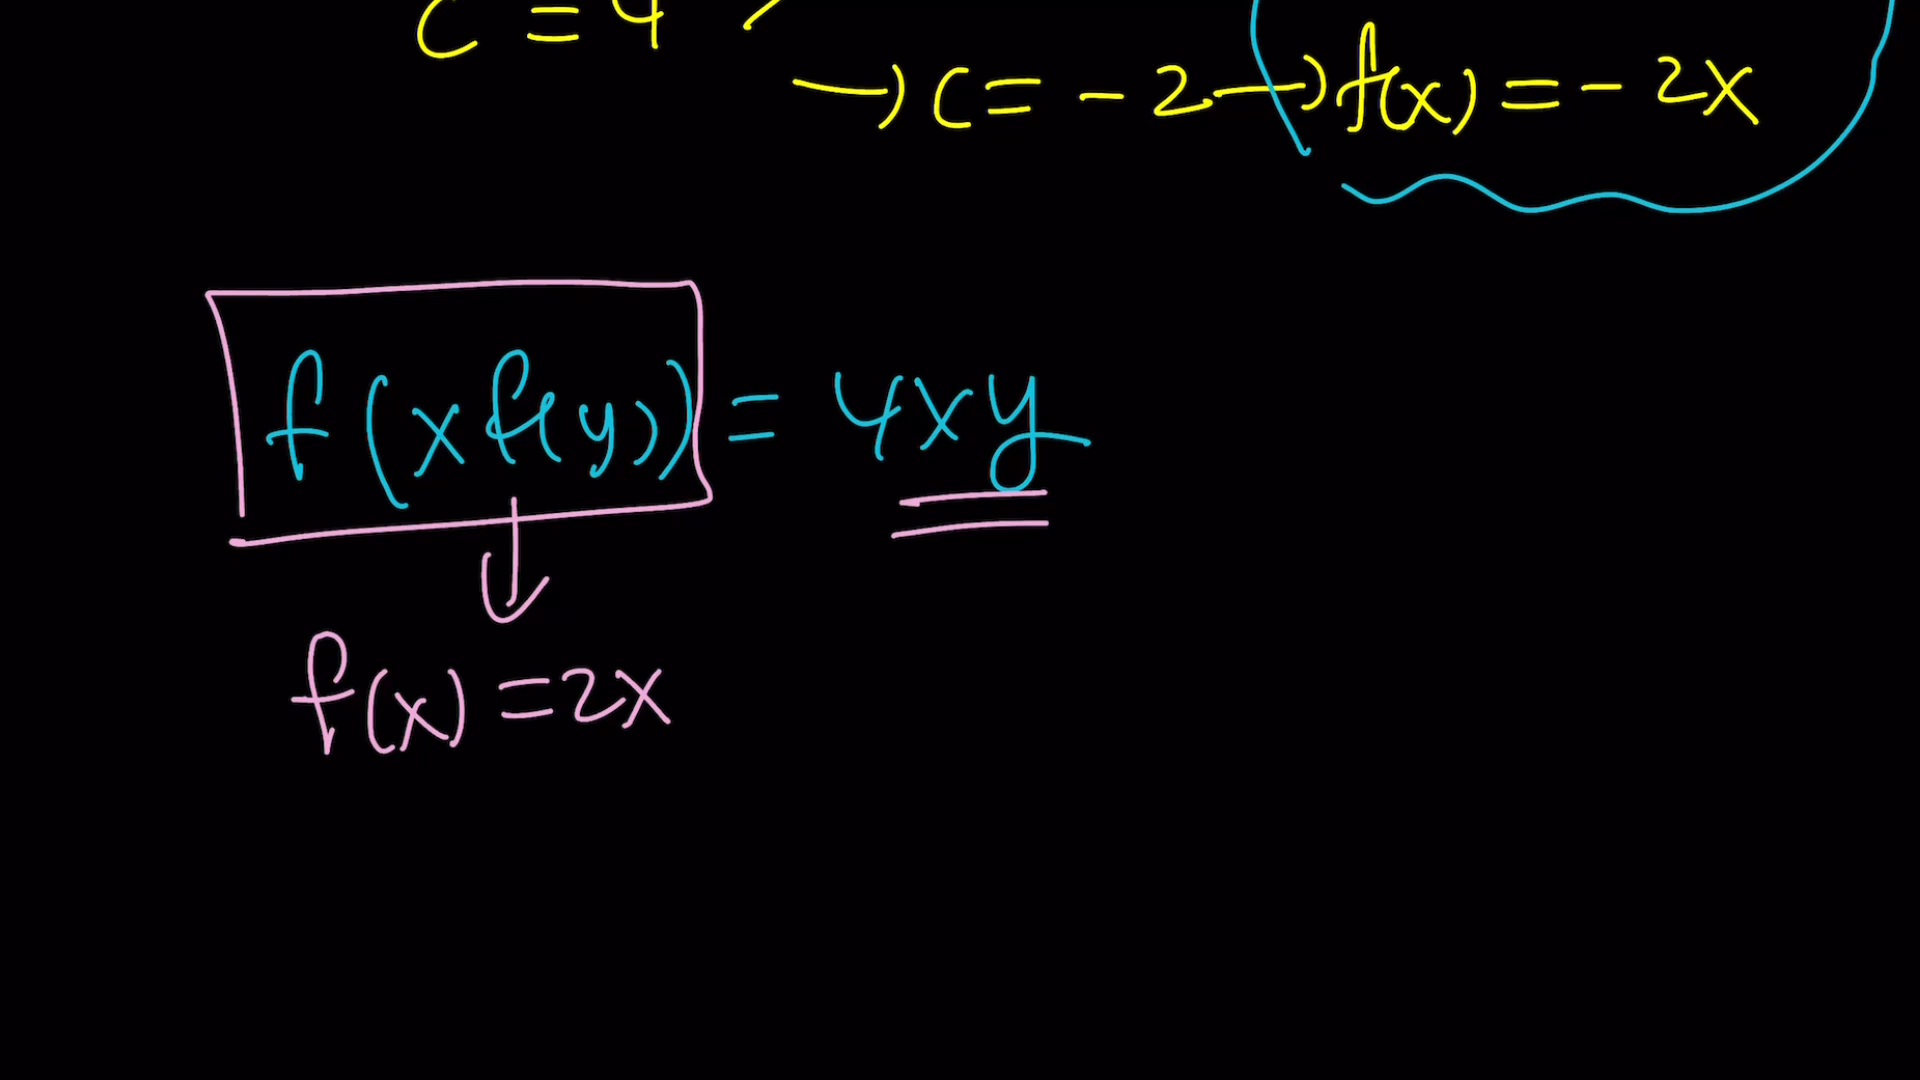 c = 4
→ c = -2 → f(x) = -2x
f(xf(y)) = 4xy
f(x) = 2x